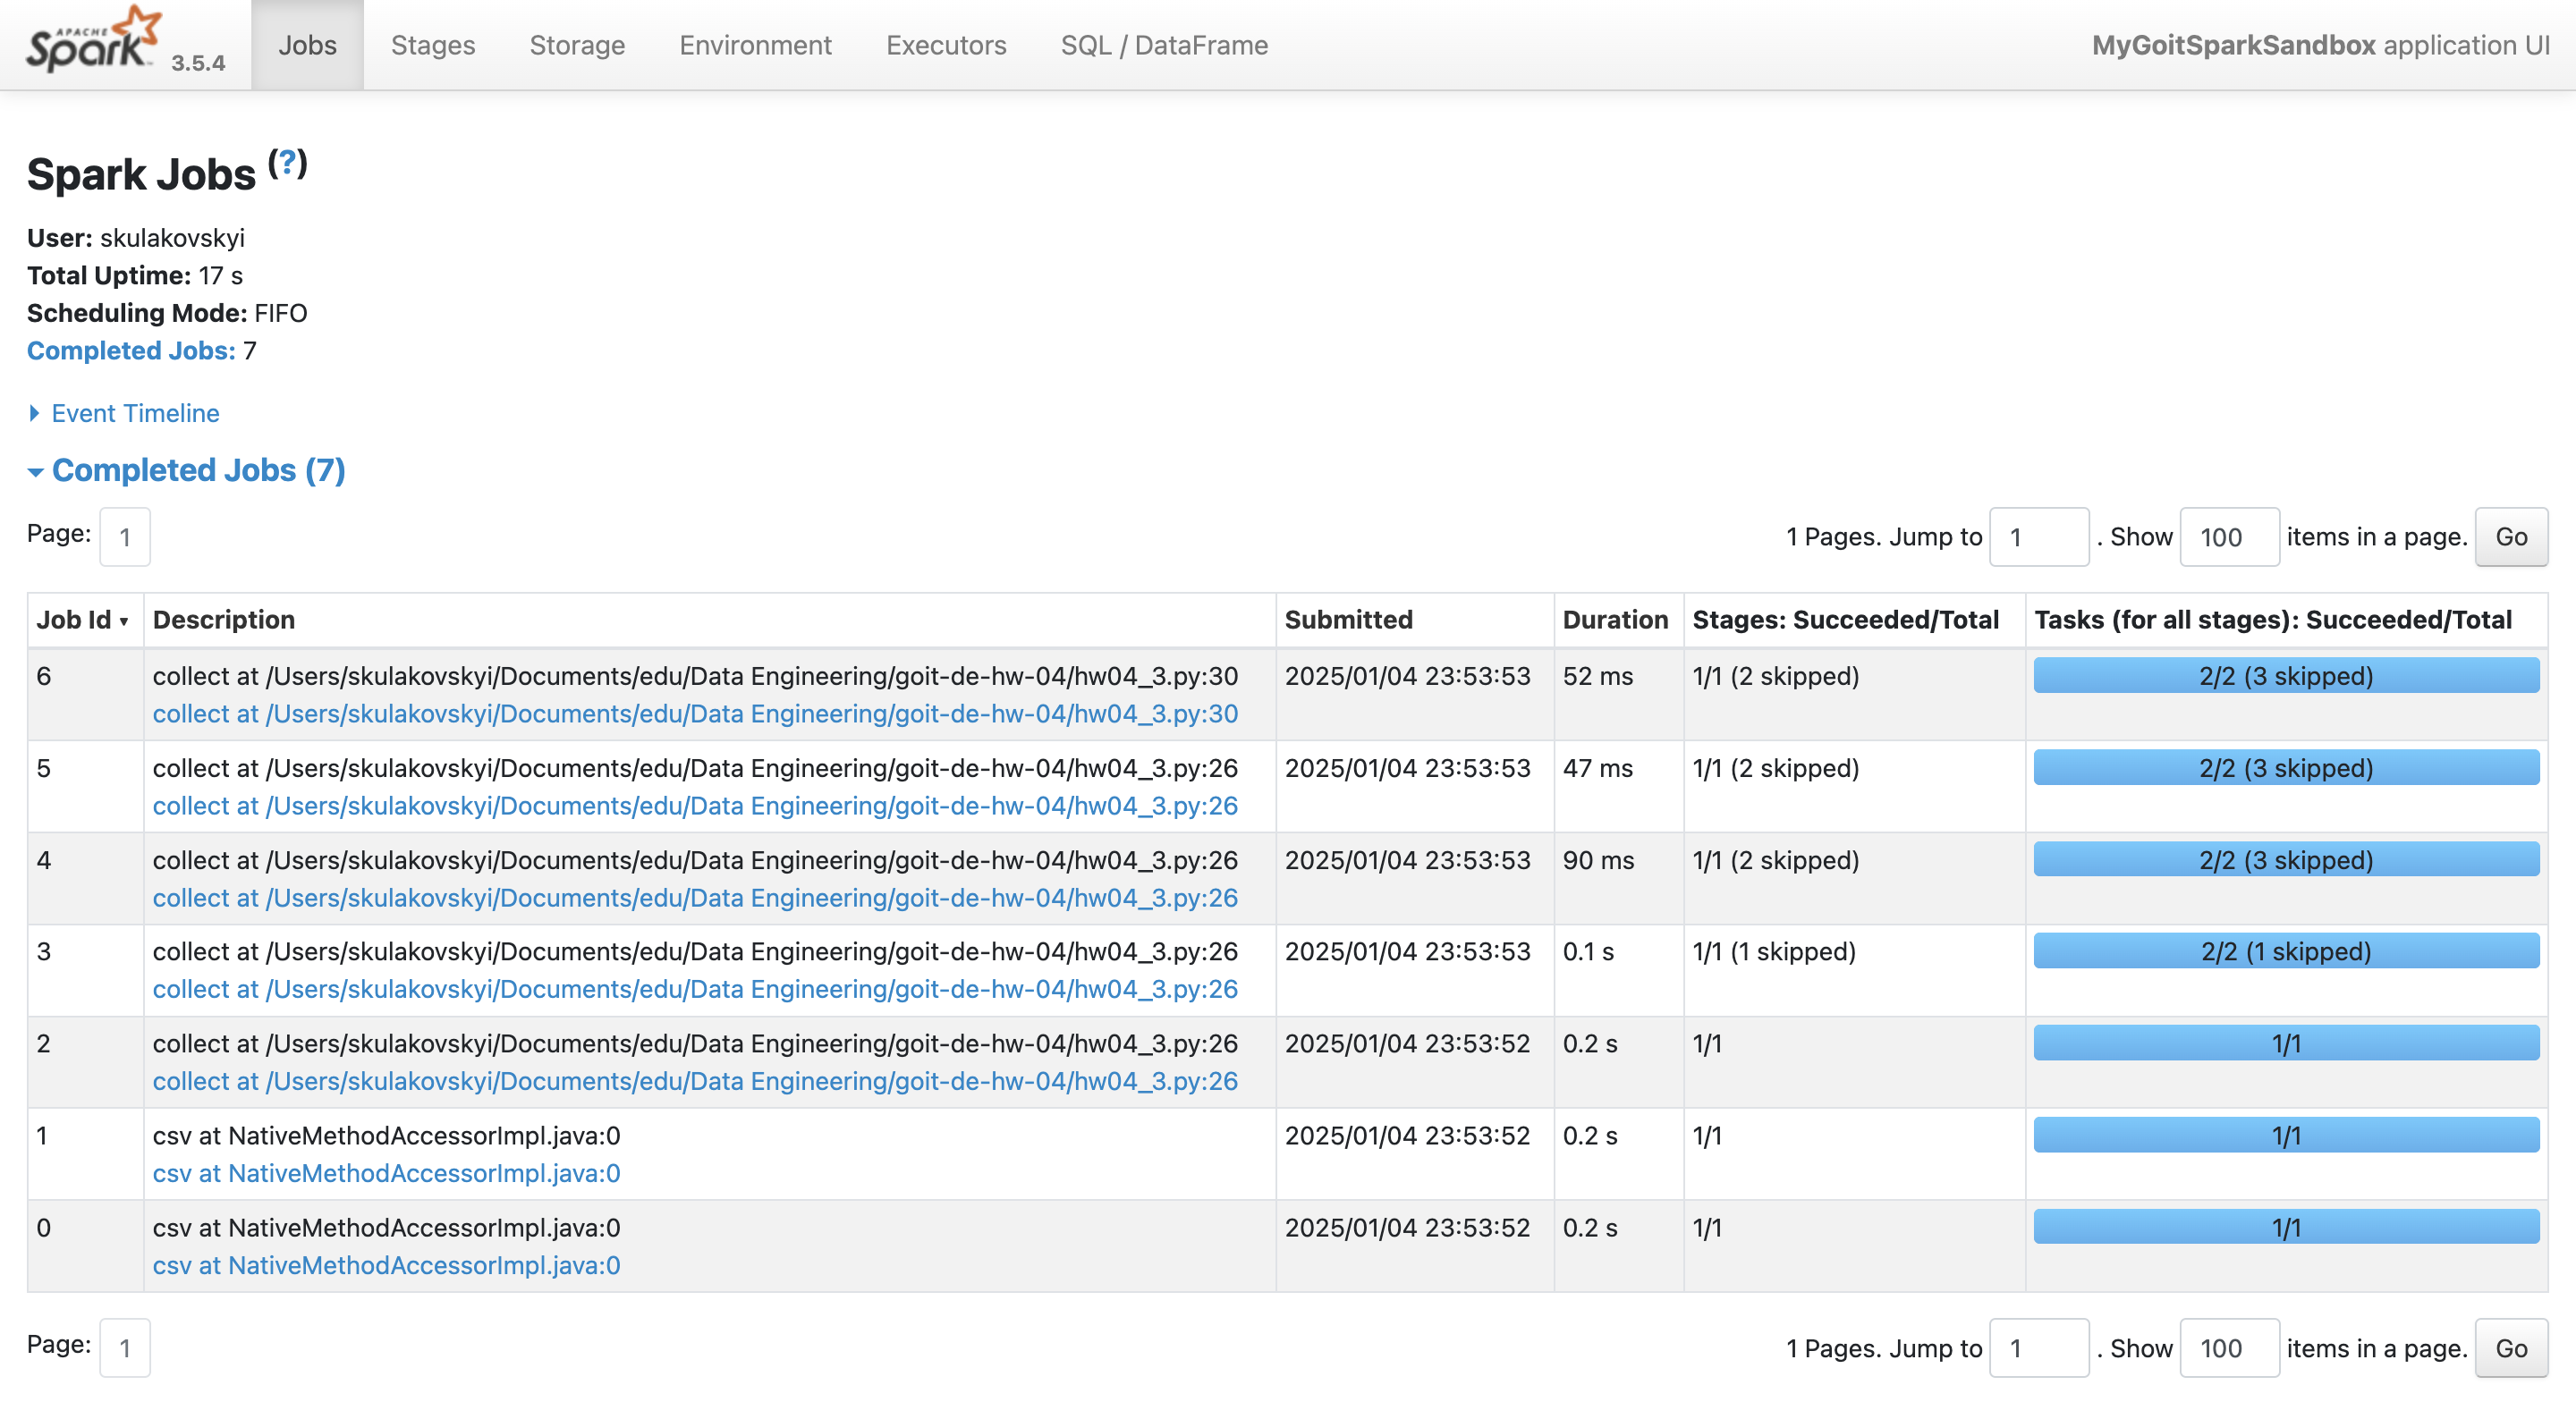 APACHE Spark™ 3.5.4 Jobs Stages Storage Environment Executors SQL / DataFrame MyGoitSparkSandbox application UI
Spark Jobs (?)
User: skulakovskyi
Total Uptime: 17 s
Scheduling Mode: FIFO
Completed Jobs: 7
Event Timeline
Completed Jobs (7)
Page: 1 1 Pages. Jump to 1 . Show 100 items in a page. Go
Job Id ▾ Description Submitted Duration Stages: Succeeded/Total Tasks (for all stages): Succeeded/Total
6 collect at /Users/skulakovskyi/Documents/edu/Data Engineering/goit-de-hw-04/hw04_3.py:30 2025/01/04 23:53:53 52 ms 1/1 (2 skipped) 2/2 (3 skipped)
collect at /Users/skulakovskyi/Documents/edu/Data Engineering/goit-de-hw-04/hw04_3.py:30
5 collect at /Users/skulakovskyi/Documents/edu/Data Engineering/goit-de-hw-04/hw04_3.py:26 2025/01/04 23:53:53 47 ms 1/1 (2 skipped) 2/2 (3 skipped)
collect at /Users/skulakovskyi/Documents/edu/Data Engineering/goit-de-hw-04/hw04_3.py:26
4 collect at /Users/skulakovskyi/Documents/edu/Data Engineering/goit-de-hw-04/hw04_3.py:26 2025/01/04 23:53:53 90 ms 1/1 (2 skipped) 2/2 (3 skipped)
collect at /Users/skulakovskyi/Documents/edu/Data Engineering/goit-de-hw-04/hw04_3.py:26
3 collect at /Users/skulakovskyi/Documents/edu/Data Engineering/goit-de-hw-04/hw04_3.py:26 2025/01/04 23:53:53 0.1 s 1/1 (1 skipped) 2/2 (1 skipped)
collect at /Users/skulakovskyi/Documents/edu/Data Engineering/goit-de-hw-04/hw04_3.py:26
2 collect at /Users/skulakovskyi/Documents/edu/Data Engineering/goit-de-hw-04/hw04_3.py:26 2025/01/04 23:53:52 0.2 s 1/1 1/1
collect at /Users/skulakovskyi/Documents/edu/Data Engineering/goit-de-hw-04/hw04_3.py:26
1 csv at NativeMethodAccessorImpl.java:0 2025/01/04 23:53:52 0.2 s 1/1 1/1
csv at NativeMethodAccessorImpl.java:0
0 csv at NativeMethodAccessorImpl.java:0 2025/01/04 23:53:52 0.2 s 1/1 1/1
csv at NativeMethodAccessorImpl.java:0
Page: 1 1 Pages. Jump to 1 . Show 100 items in a page. Go